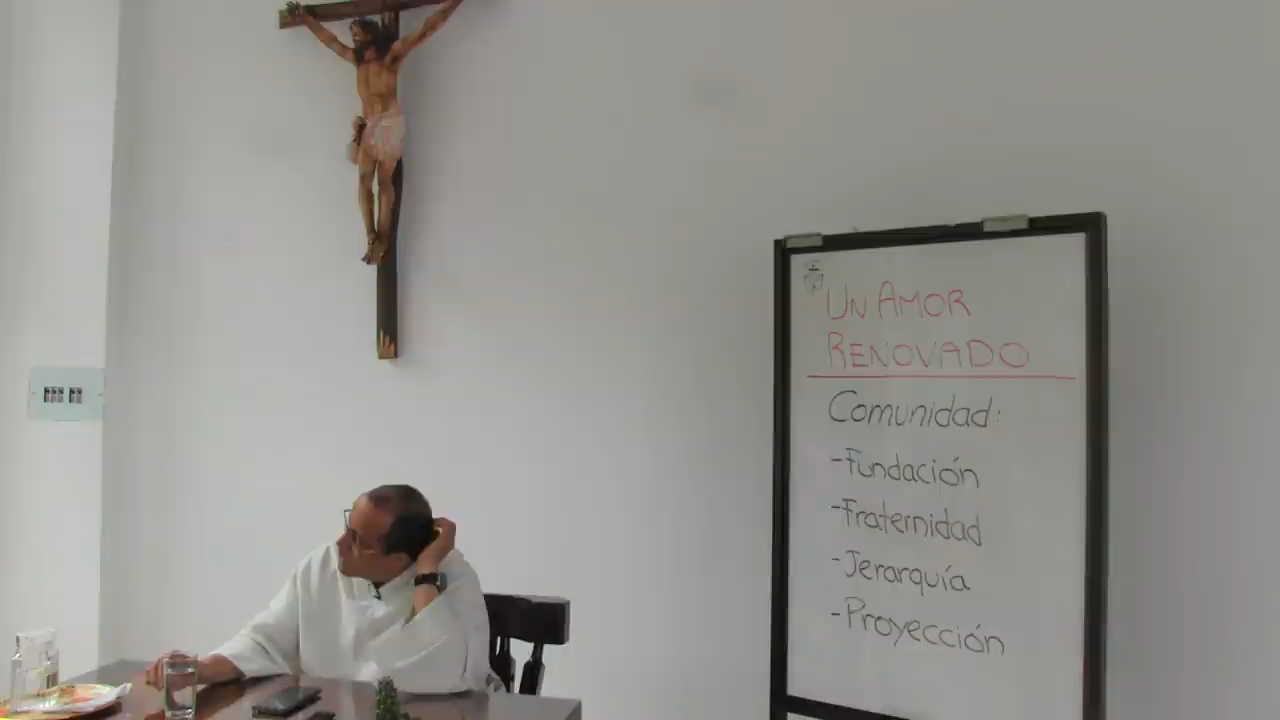 UN AMOR
RENOVADO
Comunidad:
-Fundación
-Fraternidad
-Jerarquía
-Proyección